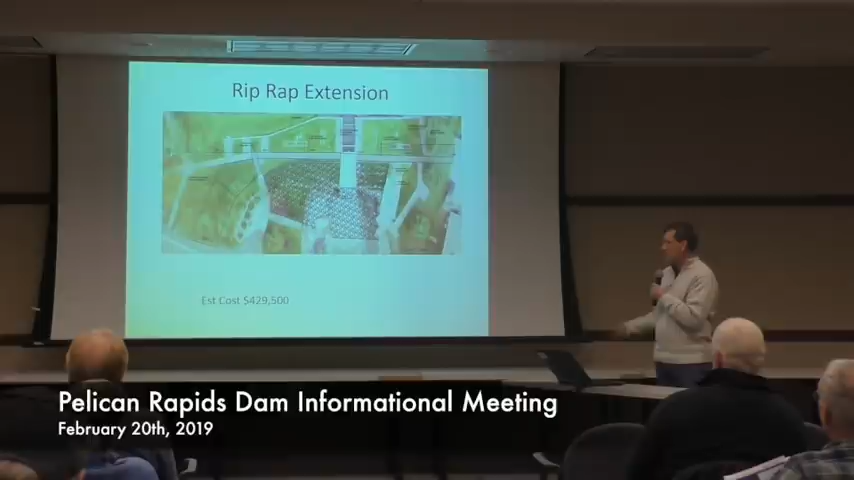 Rip Rap Extension
Est Cost $429,500
Pelican Rapids Dam Informational Meeting
February 20th, 2019